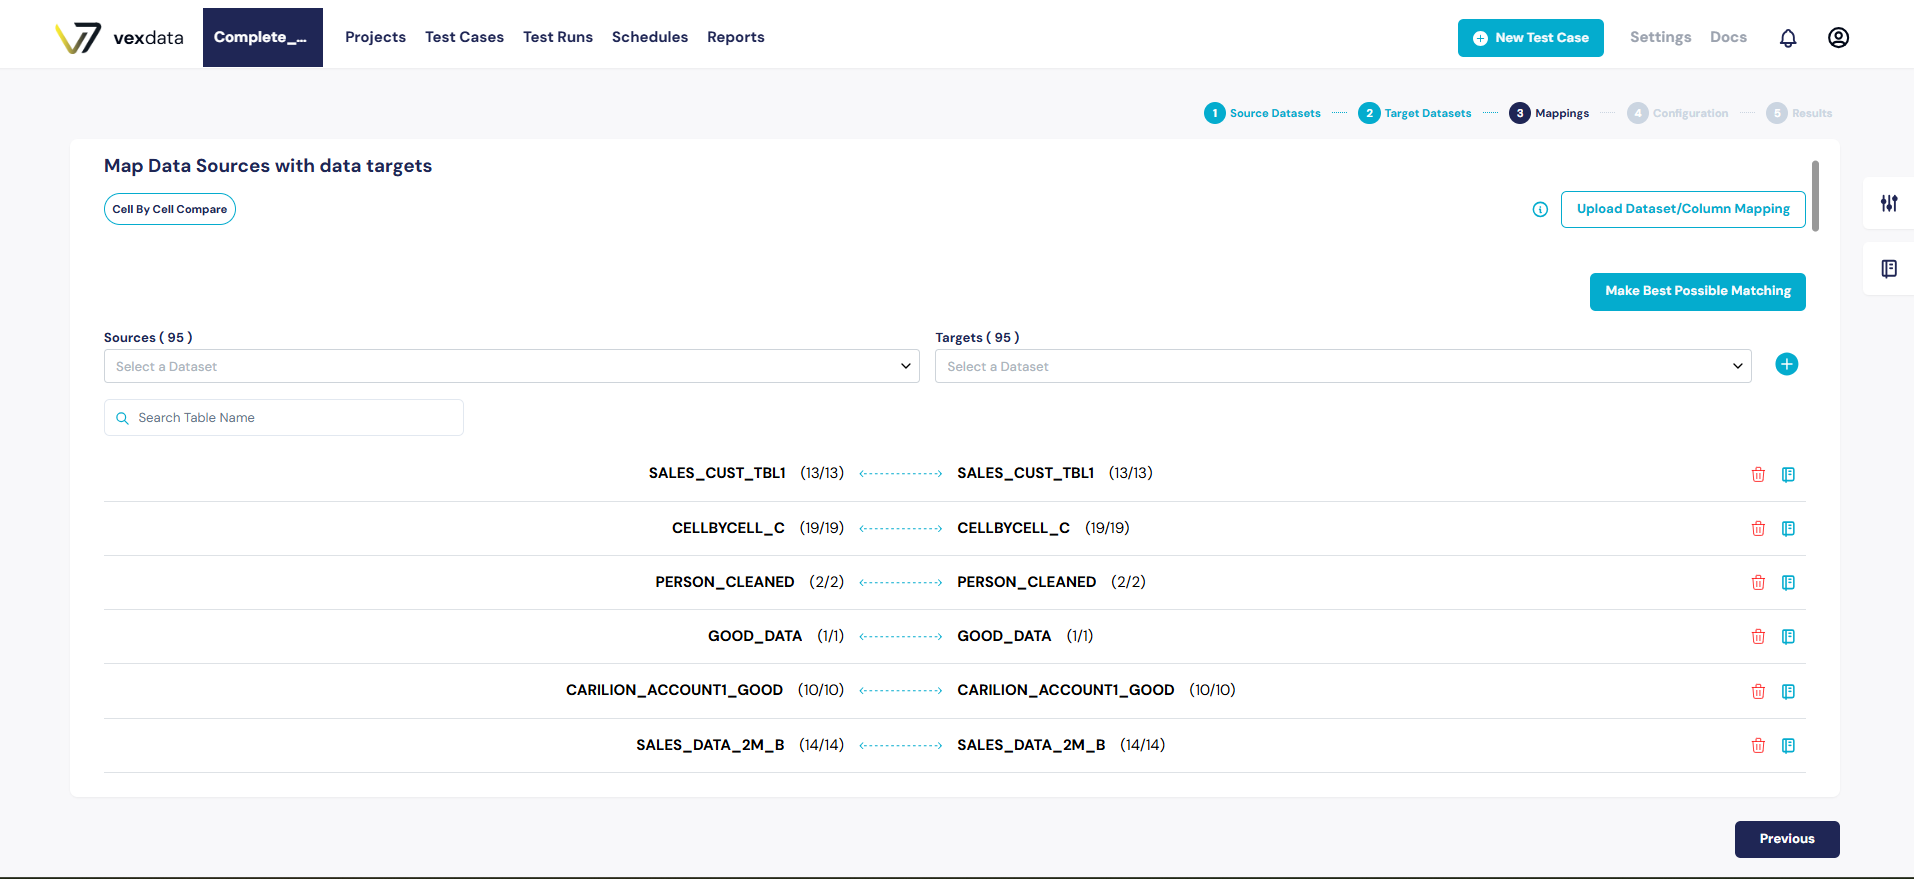 vexdata
Complete_...
Projects
Test Cases
Test Runs
Schedules
Reports
New Test Case
Settings
Docs
1 Source Datasets
2 Target Datasets
3 Mappings
4 Configuration
5 Results
Map Data Sources with data targets
Cell By Cell Compare
Upload Dataset/Column Mapping
Make Best Possible Matching
Sources ( 95 )
Targets ( 95 )
Select a Dataset
Select a Dataset
Search Table Name
SALES_CUST_TBL1 (13/13) SALES_CUST_TBL1 (13/13)
CELLBYCELL_C (19/19) CELLBYCELL_C (19/19)
PERSON_CLEANED (2/2) PERSON_CLEANED (2/2)
GOOD_DATA (1/1) GOOD_DATA (1/1)
CARILION_ACCOUNT1_GOOD (10/10) CARILION_ACCOUNT1_GOOD (10/10)
SALES_DATA_2M_B (14/14) SALES_DATA_2M_B (14/14)
Previous